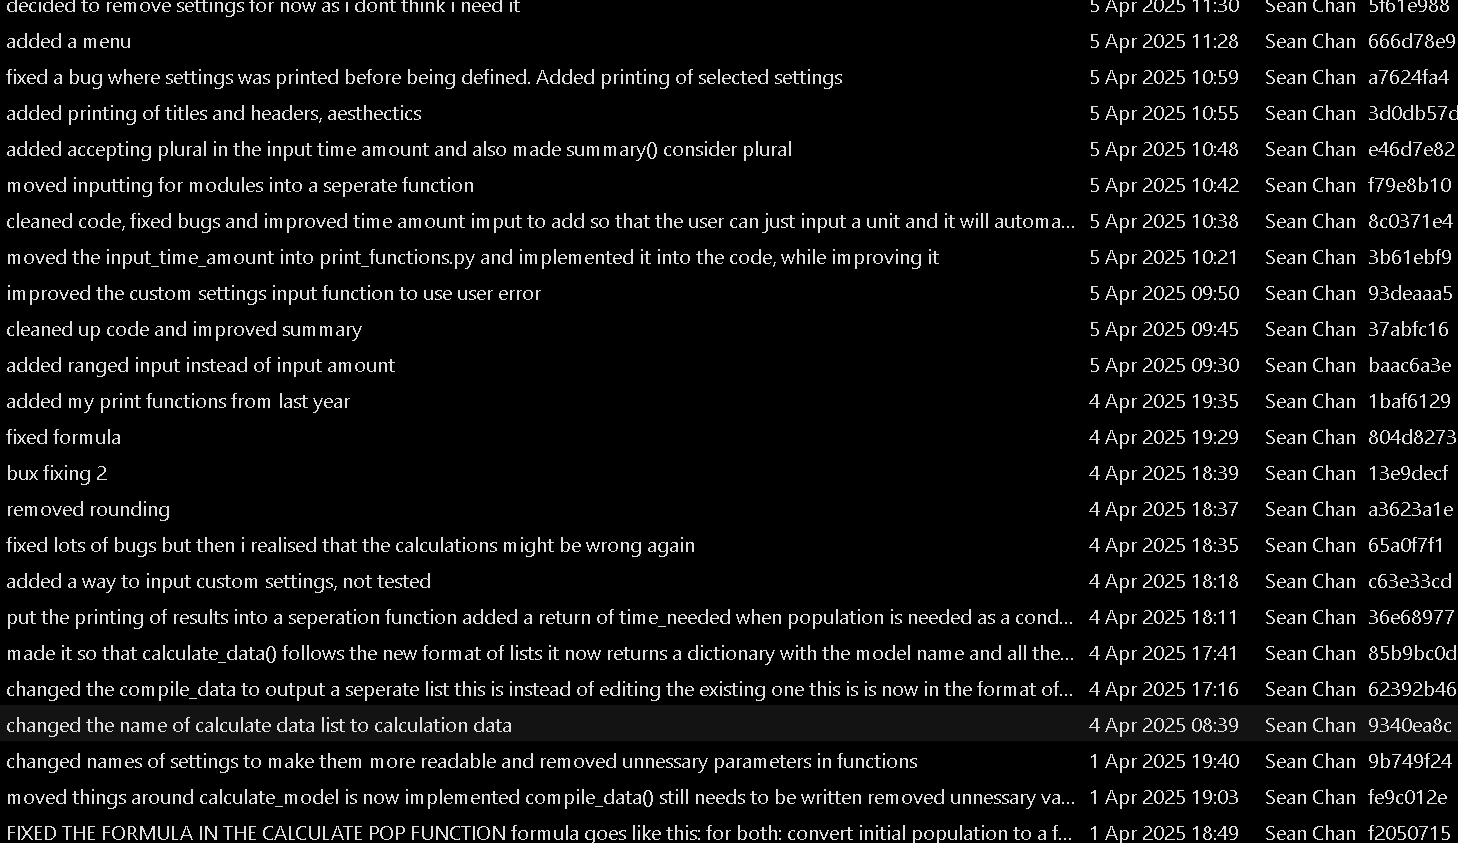 decided to remove settings for now as i dont think i need it 5 Apr 2025 11:30 Sean Chan 5f61e988
added a menu 5 Apr 2025 11:28 Sean Chan 666d78e9
fixed a bug where settings was printed before being defined. Added printing of selected settings 5 Apr 2025 10:59 Sean Chan a7624fa4
added printing of titles and headers, aesthectics 5 Apr 2025 10:55 Sean Chan 3d0db57d
added accepting plural in the input time amount and also made summary() consider plural 5 Apr 2025 10:48 Sean Chan e46d7e82
moved inputting for modules into a seperate function 5 Apr 2025 10:42 Sean Chan f79e8b10
cleaned code, fixed bugs and improved time amount imput to add so that the user can just input a unit and it will automa... 5 Apr 2025 10:38 Sean Chan 8c0371e4
moved the input_time_amount into print_functions.py and implemented it into the code, while improving it 5 Apr 2025 10:21 Sean Chan 3b61ebf9
improved the custom settings input function to use user error 5 Apr 2025 09:50 Sean Chan 93deaaa5
cleaned up code and improved summary 5 Apr 2025 09:45 Sean Chan 37abfc16
added ranged input instead of input amount 5 Apr 2025 09:30 Sean Chan baac6a3e
added my print functions from last year 4 Apr 2025 19:35 Sean Chan 1baf6129
fixed formula 4 Apr 2025 19:29 Sean Chan 804d8273
bux fixing 2 4 Apr 2025 18:39 Sean Chan 13e9decf
removed rounding 4 Apr 2025 18:37 Sean Chan a3623a1e
fixed lots of bugs but then i realised that the calculations might be wrong again 4 Apr 2025 18:35 Sean Chan 65a0f7f1
added a way to input custom settings, not tested 4 Apr 2025 18:18 Sean Chan c63e33cd
put the printing of results into a seperation function added a return of time_needed when population is needed as a cond... 4 Apr 2025 18:11 Sean Chan 36e68977
made it so that calculate_data() follows the new format of lists it now returns a dictionary with the model name and all the... 4 Apr 2025 17:41 Sean Chan 85b9bc0d
changed the compile_data to output a seperate list this is instead of editing the existing one this is is now in the format of... 4 Apr 2025 17:16 Sean Chan 62392b46
changed the name of calculate data list to calculation data 4 Apr 2025 08:39 Sean Chan 9340ea8c
changed names of settings to make them more readable and removed unnessary parameters in functions 1 Apr 2025 19:40 Sean Chan 9b749f24
moved things around calculate_model is now implemented compile_data() still needs to be written removed unnessary va... 1 Apr 2025 19:03 Sean Chan fe9c012e
FIXED THE FORMULA IN THE CALCULATE POP FUNCTION formula goes like this: for both: convert initial population to a f... 1 Apr 2025 18:49 Sean Chan f2050715